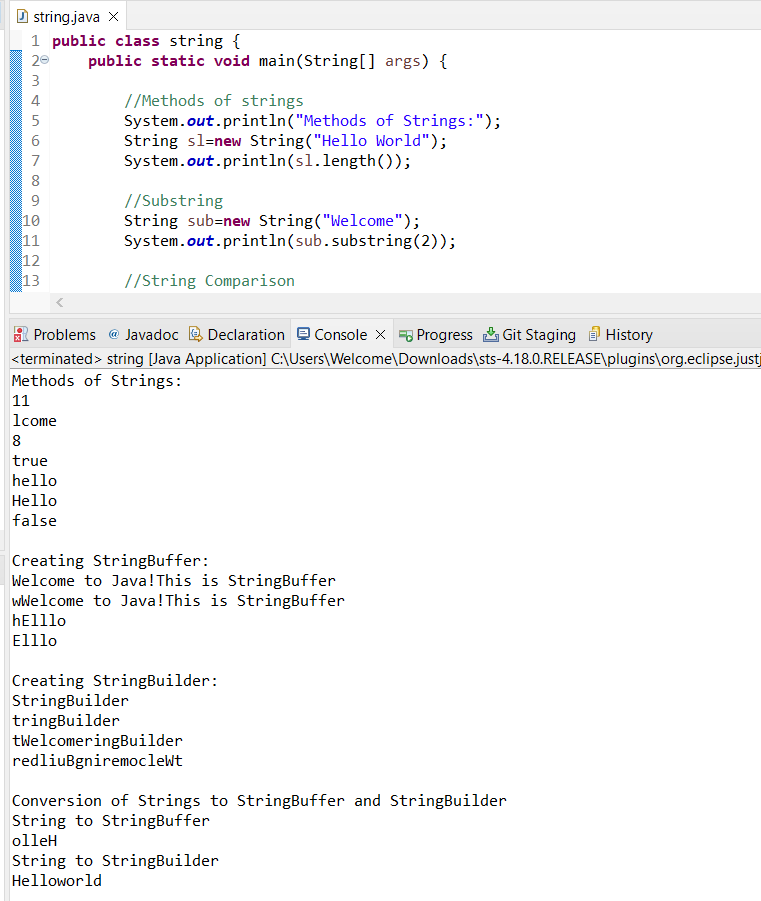 string.java
1 public class string {
2 public static void main(String[] args) {
3
4 //Methods of strings
5 System.out.println("Methods of Strings:");
6 String sl=new String("Hello World");
7 System.out.println(sl.length());
8
9 //Substring
10 String sub=new String("Welcome");
11 System.out.println(sub.substring(2));
12
13 //String Comparison
Problems @ Javadoc Declaration Console Progress Git Staging History
<terminated> string [Java Application] C:\Users\Welcome\Downloads\sts-4.18.0.RELEASE\plugins\org.eclipse.justj
Methods of Strings:
11
lcome
8
true
hello
Hello
false
Creating StringBuffer:
Welcome to Java!This is StringBuffer
wWelcome to Java!This is StringBuffer
hElllo
Elllo
Creating StringBuilder:
StringBuilder
tringBuilder
tWelcomeringBuilder
redliuBgniremocleWt
Conversion of Strings to StringBuffer and StringBuilder
String to StringBuffer
olleH
String to StringBuilder
Helloworld